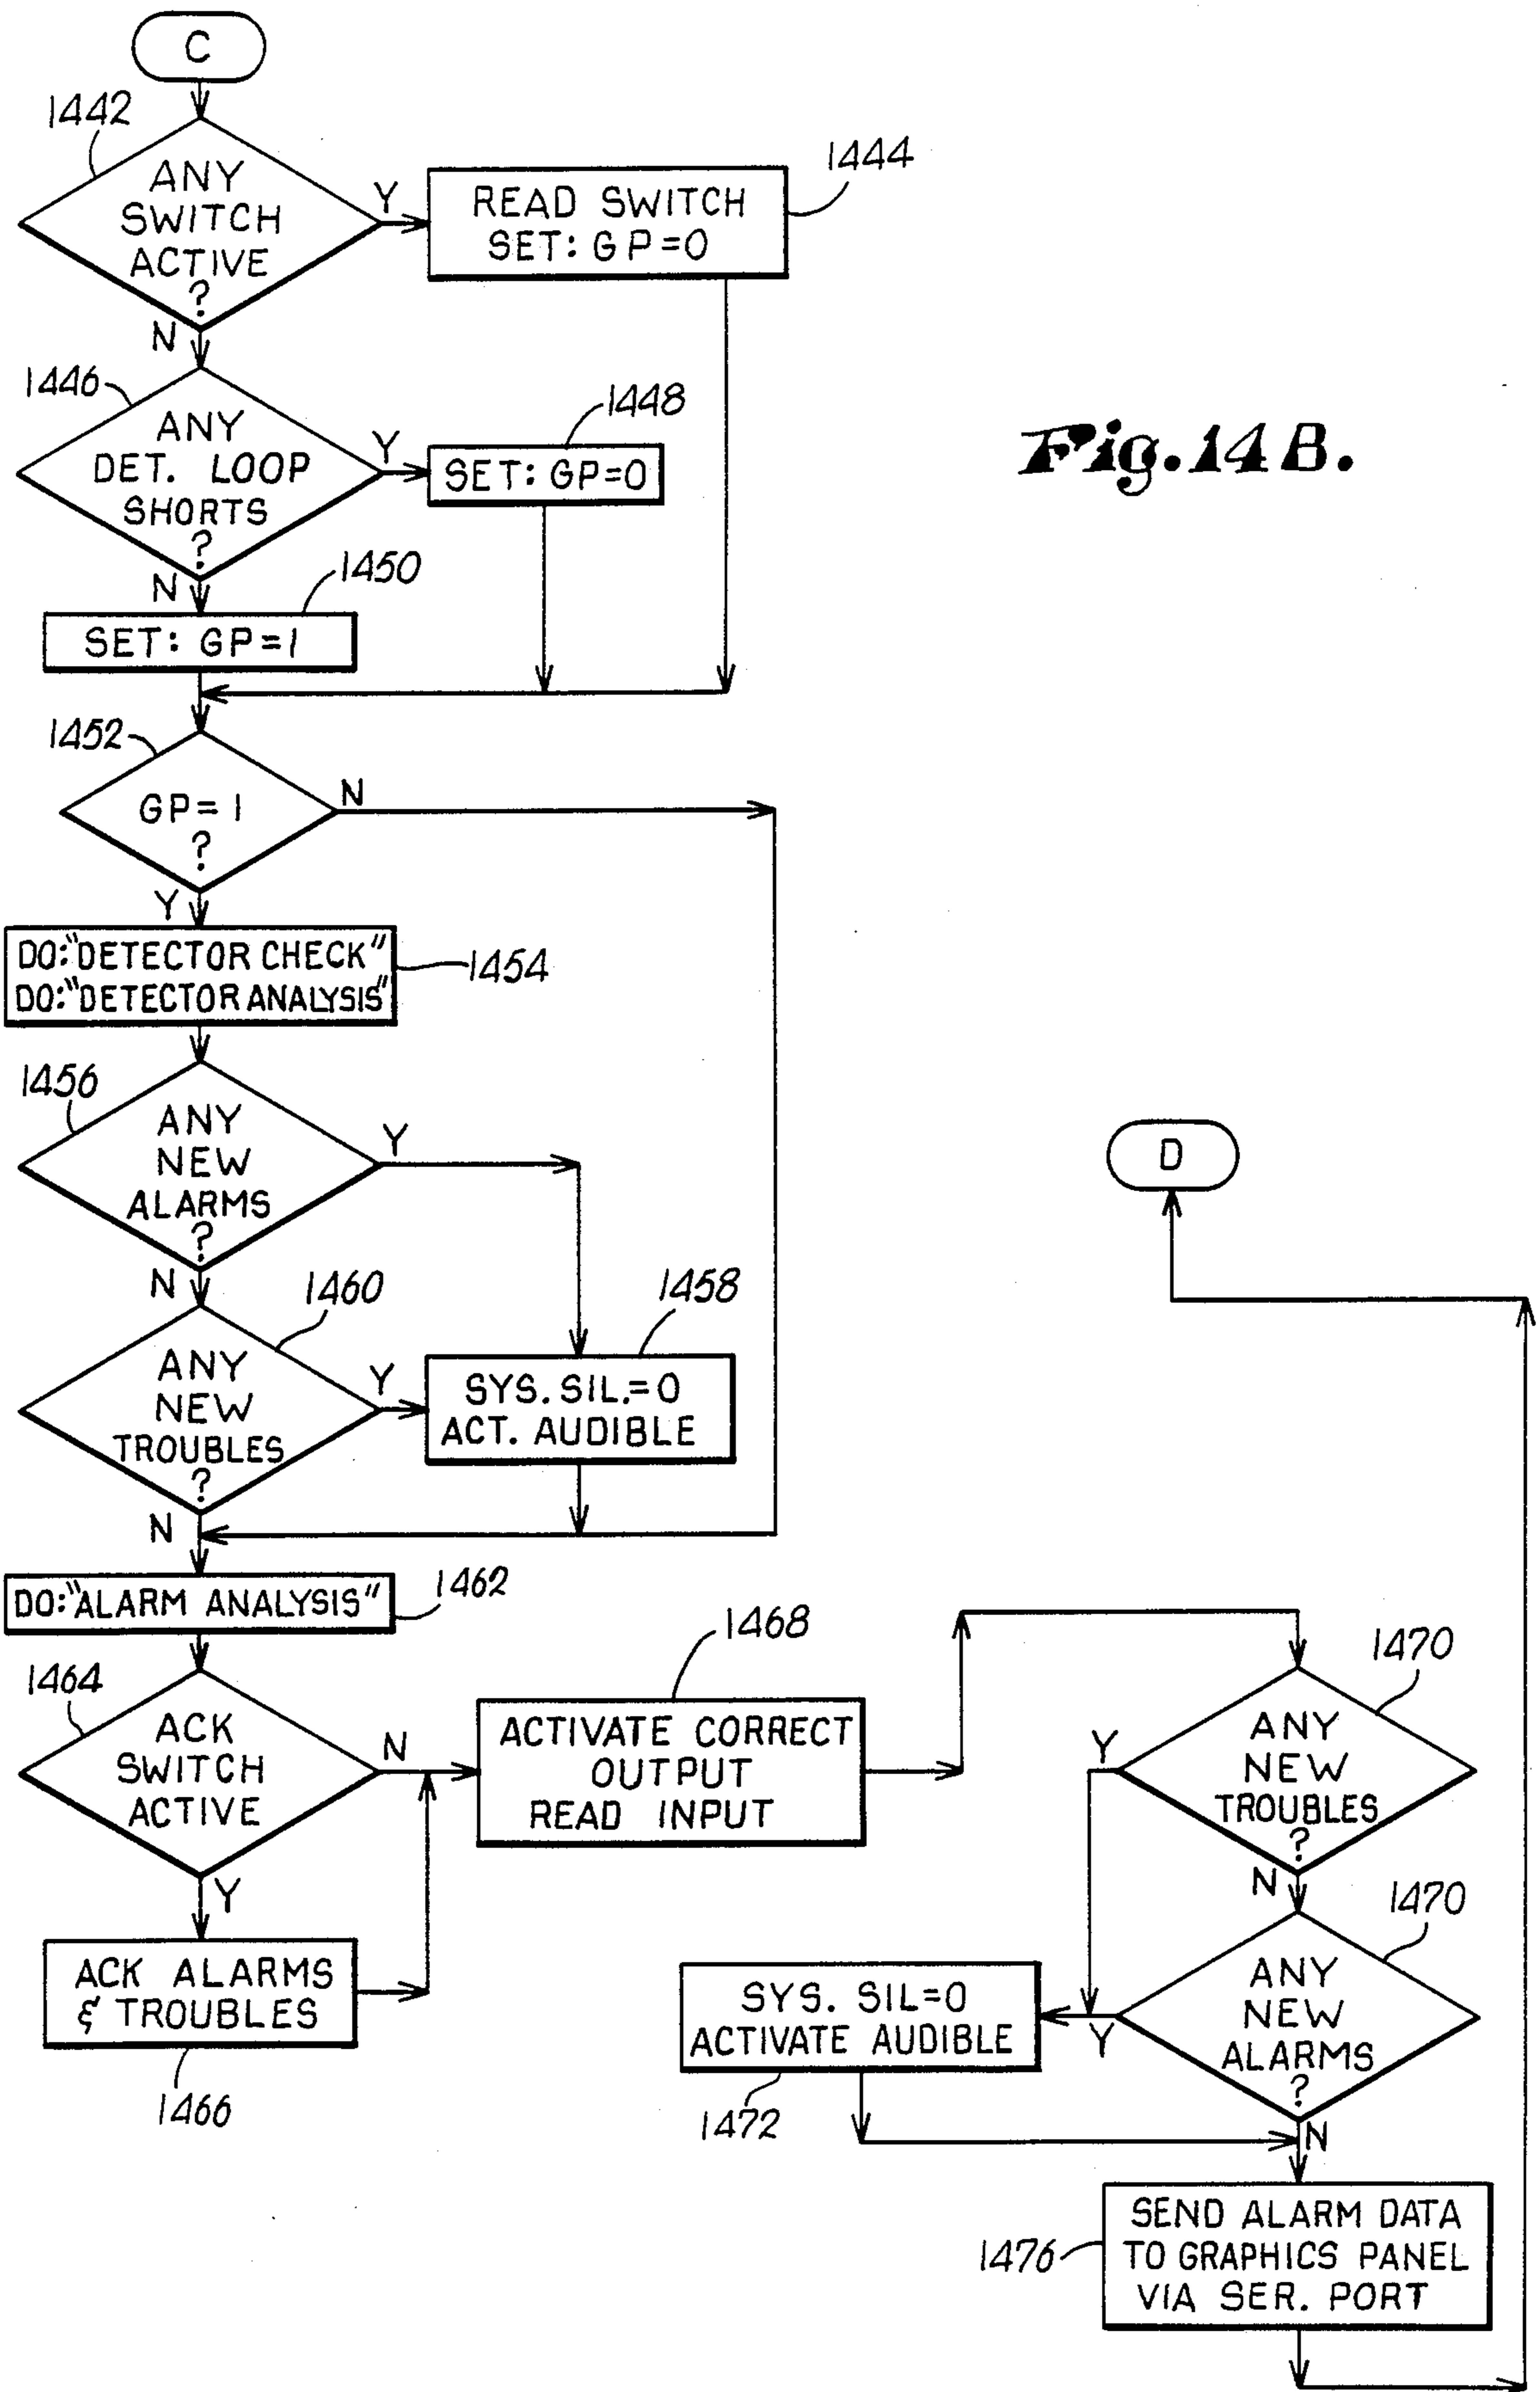 C
1442
ANY
SWITCH
ACTIVE
?
Y
N
READ SWITCH
SET: GP=0
1444
1446
ANY
DET. LOOP
SHORTS
?
Y
N
SET: GP=0
1448
Fig. 14B.
1450
SET: GP=1
1452
GP=1
?
N
Y
DO:"DETECTOR CHECK"
DO:"DETECTOR ANALYSIS"
1454
1456
ANY
NEW
ALARMS
?
Y
N
D
1460
ANY
NEW
TROUBLES
?
Y
N
1458
SYS. SIL.=0
ACT. AUDIBLE
DO:"ALARM ANALYSIS"
1462
1464
ACK
SWITCH
ACTIVE
N
Y
ACK ALARMS
& TROUBLES
1466
1468
ACTIVATE CORRECT
OUTPUT
READ INPUT
1470
ANY
NEW
TROUBLES
?
Y
N
1470
ANY
NEW
ALARMS
?
Y
N
SYS. SIL=0
ACTIVATE AUDIBLE
1472
SEND ALARM DATA
TO GRAPHICS PANEL
VIA SER. PORT
1476